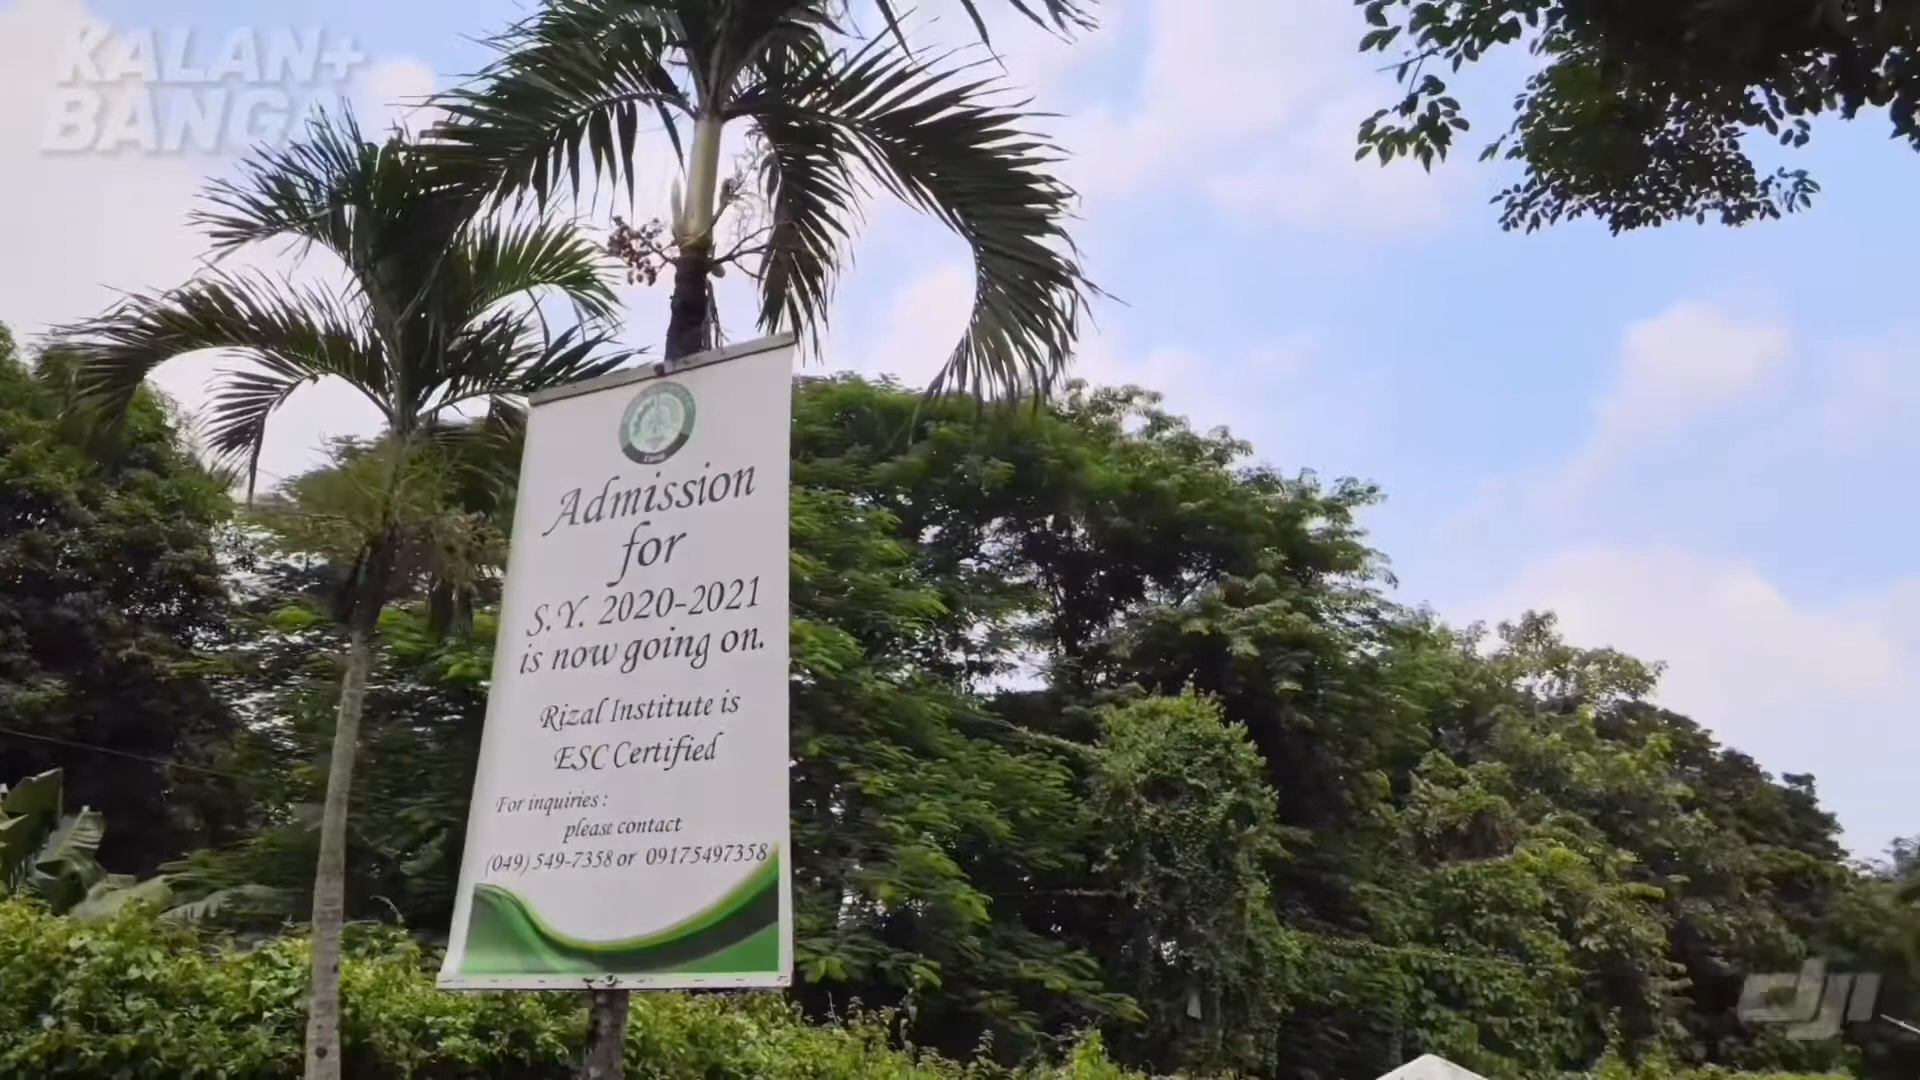 KALAN+
BANGA
Admission
for
S.Y. 2020-2021
is now going on.
Rizal Institute is
ESC Certified
For inquiries :
please contact
(049) 549-7358 or 09175497358
dji